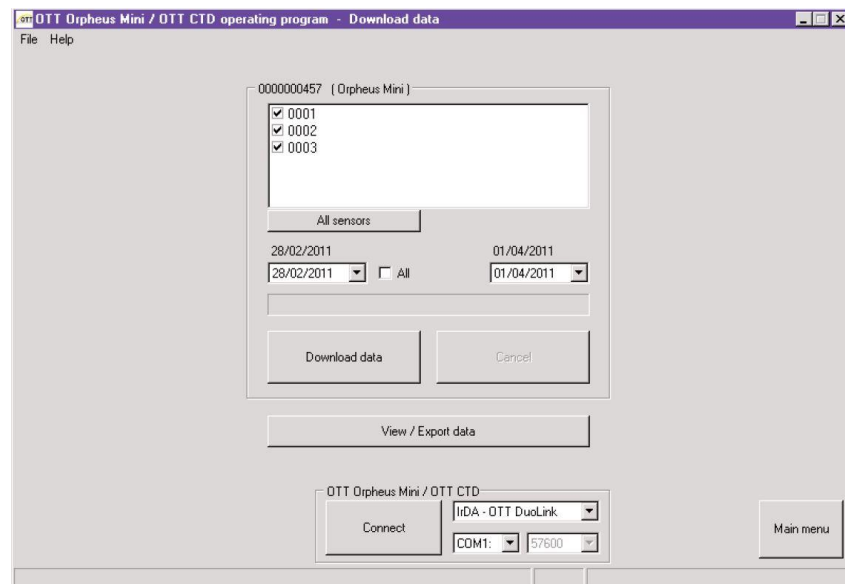 OTT OTT Orpheus Mini / OTT CTD operating program - Download data
File Help
0000000457 ( Orpheus Mini )
0001
0002
0003
All sensors
28/02/2011 01/04/2011
28/02/2011 All 01/04/2011
Download data Cancel
View / Export data
OTT Orpheus Mini / OTT CTD
Connect IrDA - OTT DuoLink
COM1: 57600
Main menu